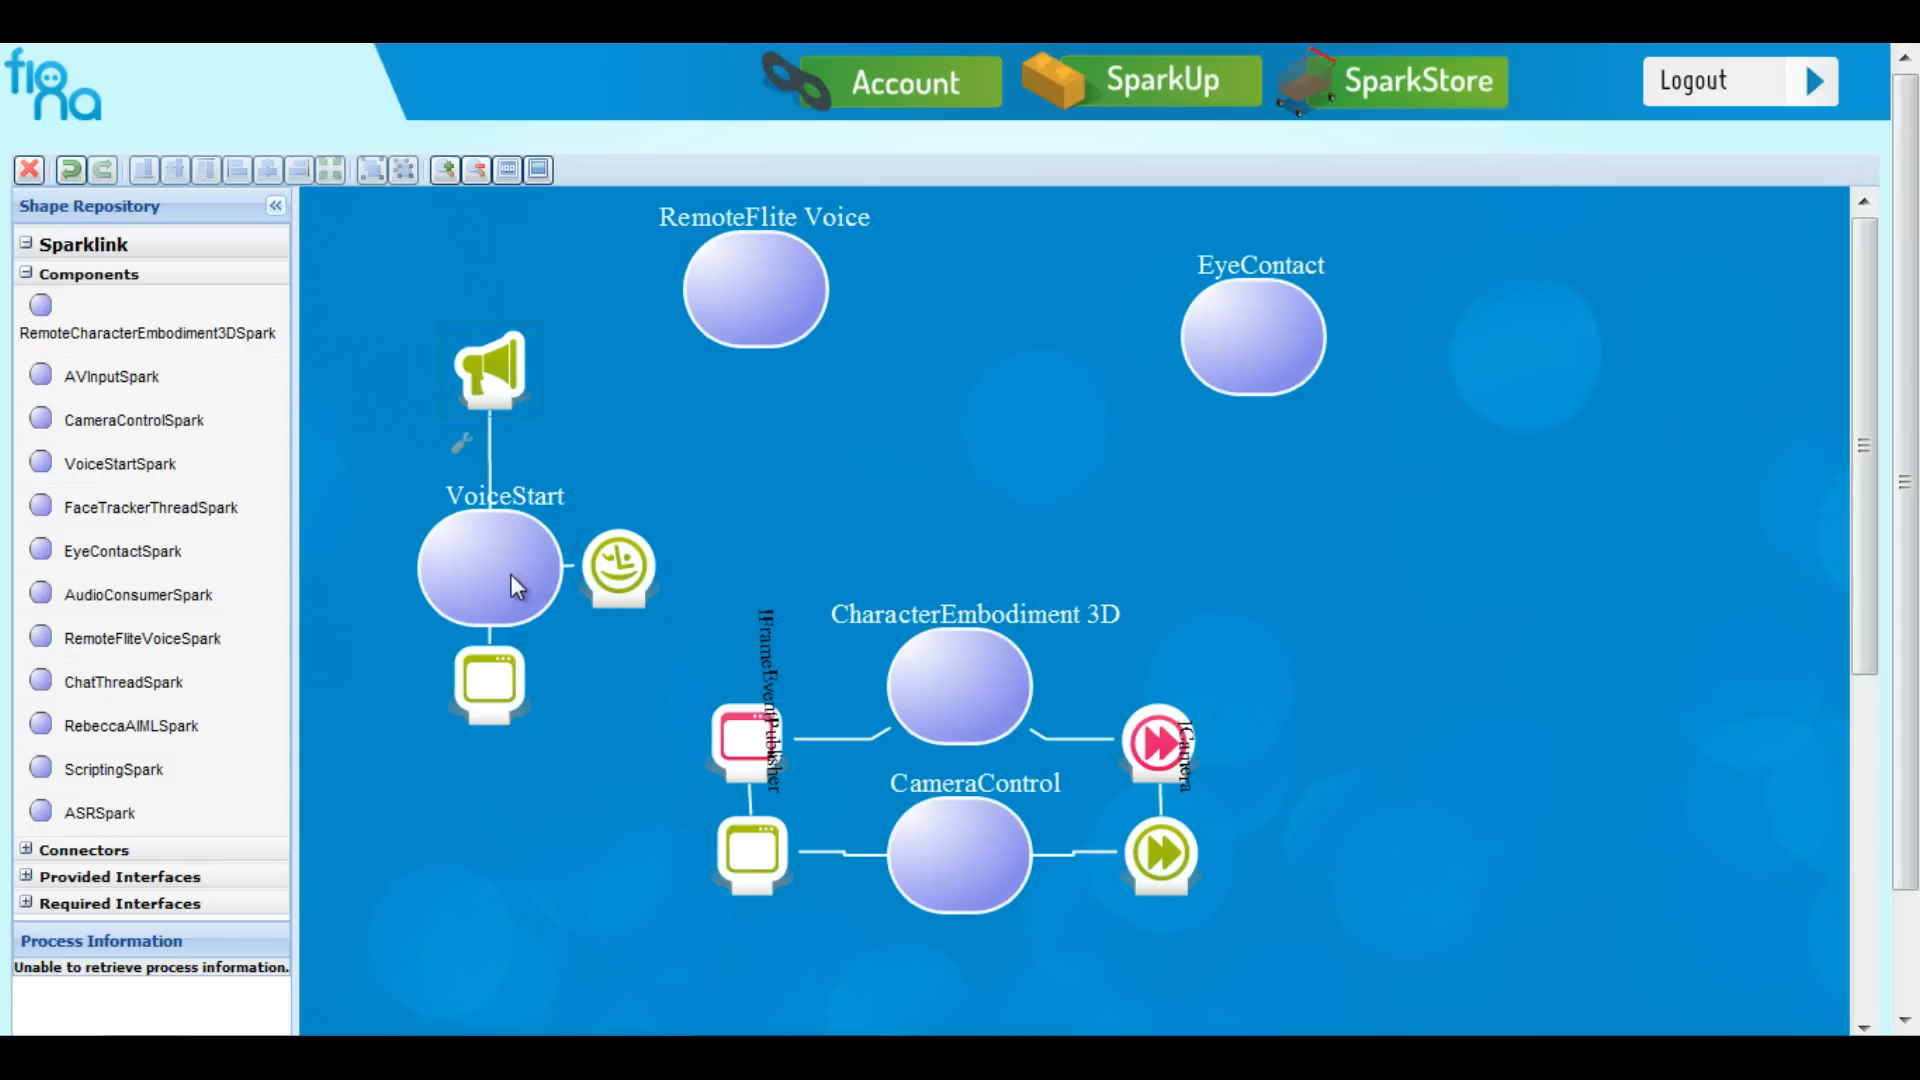 fiona
Account
SparkUp
SparkStore
Logout
Shape Repository
Sparklink
Components
RemoteCharacterEmbodiment3DSpark
AVInputSpark
CameraControlSpark
VoiceStartSpark
FaceTrackerThreadSpark
EyeContactSpark
AudioConsumerSpark
RemoteFliteVoiceSpark
ChatThreadSpark
RebeccaAIMLSpark
ScriptingSpark
ASRSpark
Connectors
Provided Interfaces
Required Interfaces
Process Information
Unable to retrieve process information.
RemoteFlite Voice
EyeContact
VoiceStart
CharacterEmbodiment 3D
IFrameEventPublisher
ICamera
CameraControl